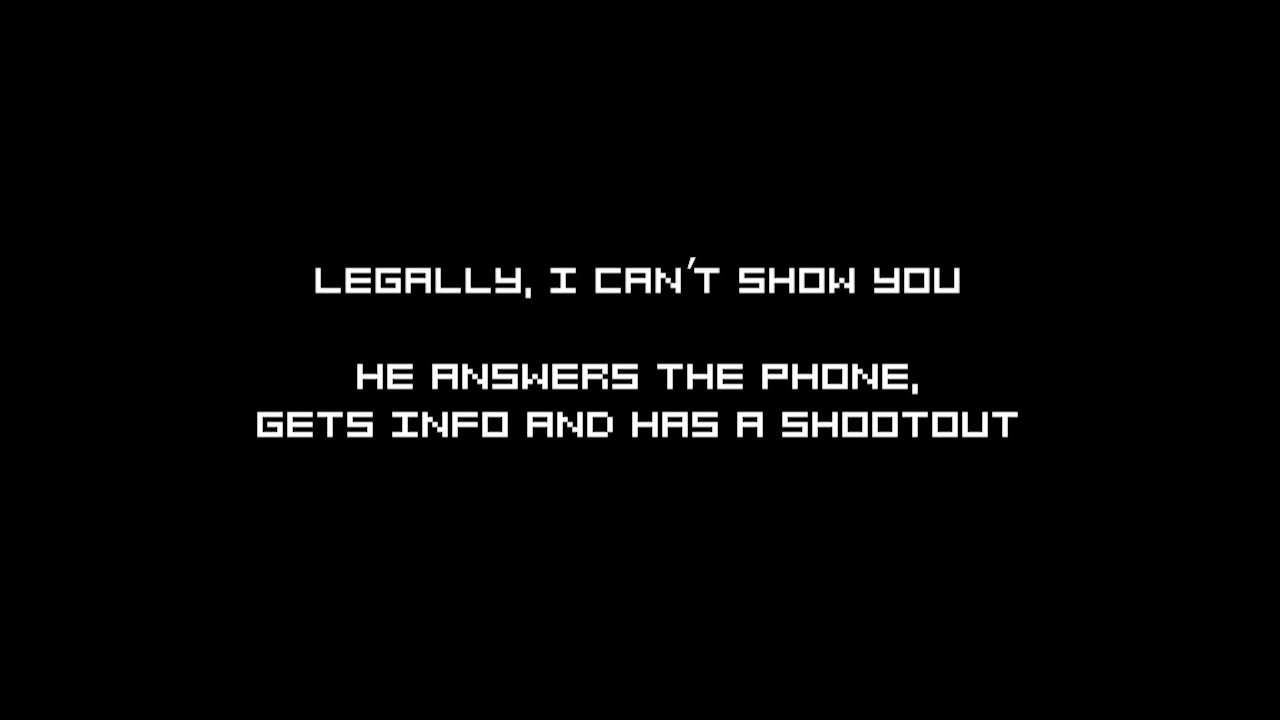 LEGALLY, I CAN'T SHOW YOU
HE ANSWERS THE PHONE,
GETS INFO AND HAS A SHOOTOUT